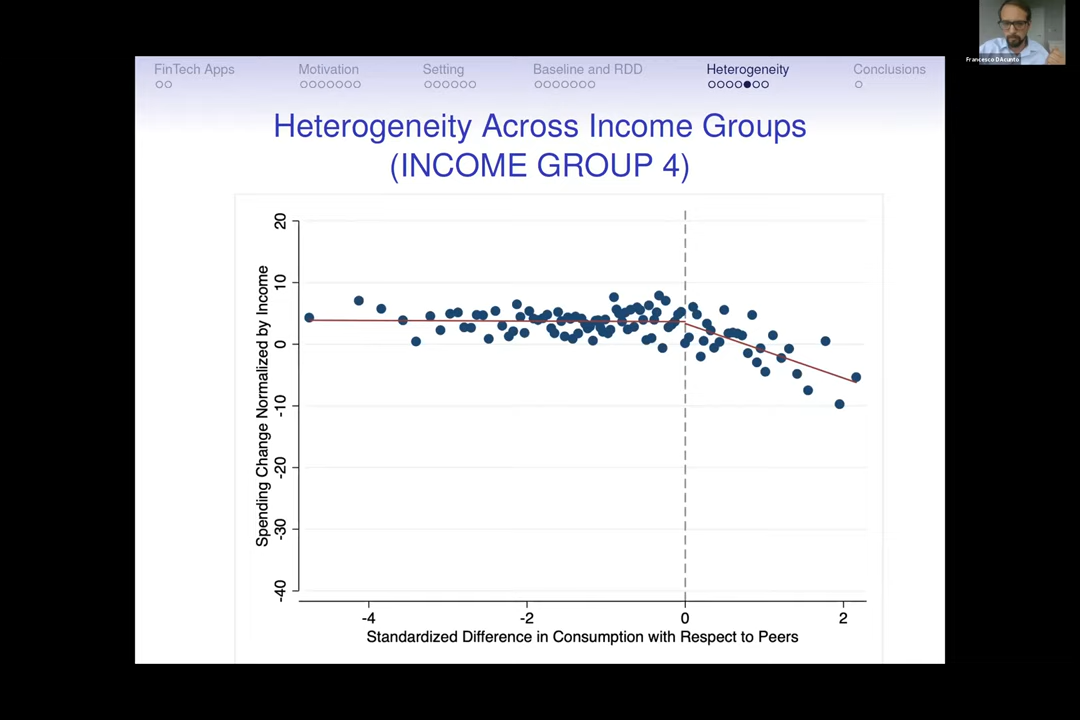 FinTech Apps Motivation Setting Baseline and RDD Heterogeneity Conclusions
Heterogeneity Across Income Groups
(INCOME GROUP 4)
Spending Change Normalized by Income
20
10
0
-10
-20
-30
-40
-4 -2 0 2
Standardized Difference in Consumption with Respect to Peers
Francesco D'Acunto